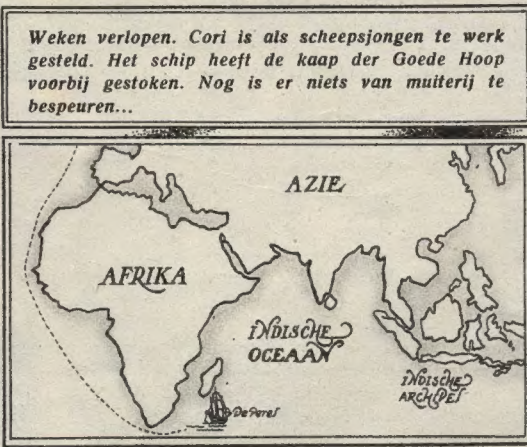 Weken verlopen. Cori is als scheepsjongen te werk
gesteld. Het schip heeft de kaap der Goede Hoop
voorbij gestoken. Nog is er niets van muiterij te
bespeuren...
AZIE
AFRIKA
INDISCHE
OCEAAN
INDISCHE
ARCHIPEL
De Parel